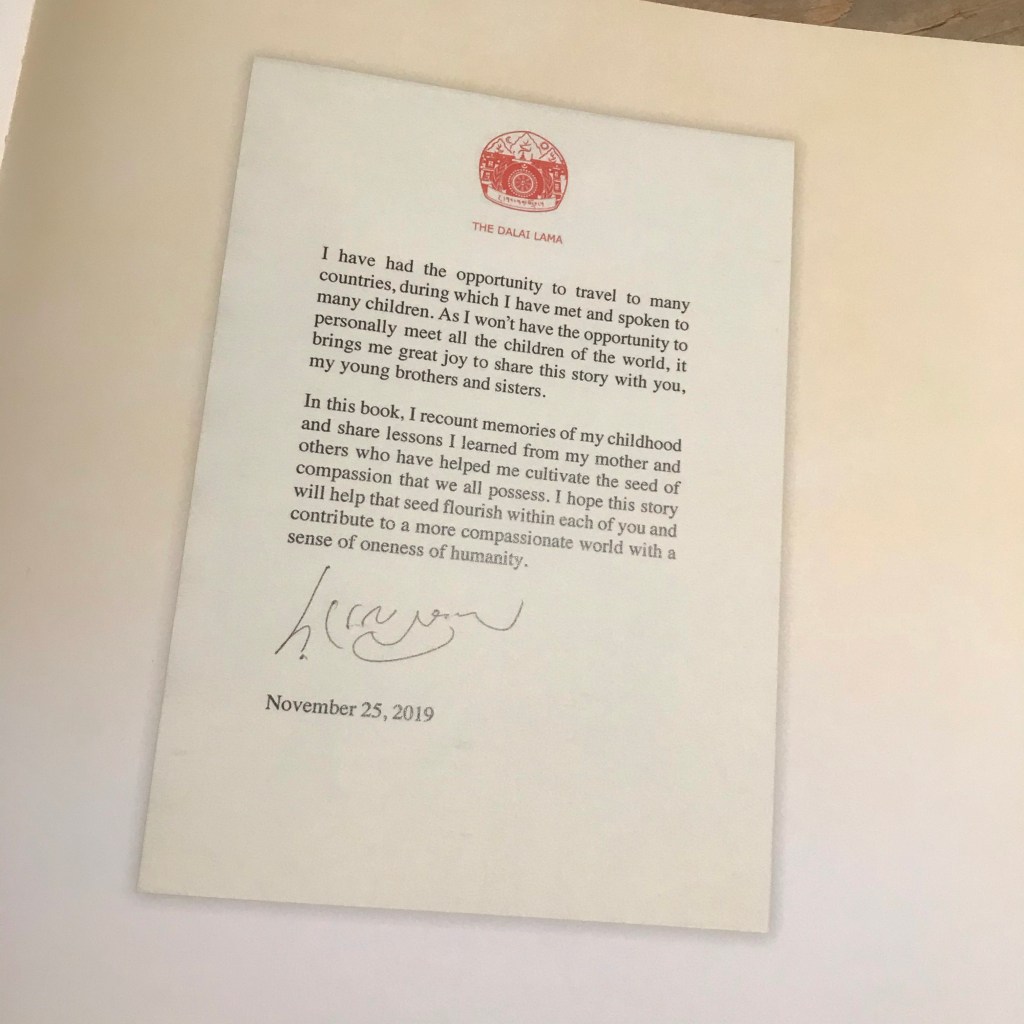 THE DALAI LAMA
I have had the opportunity to travel to many
countries, during which I have met and spoken to
many children. As I won't have the opportunity to
personally meet all the children of the world, it
brings me great joy to share this story with you,
my young brothers and sisters.
In this book, I recount memories of my childhood
and share lessons I learned from my mother and
others who have helped me cultivate the seed of
compassion that we all possess. I hope this story
will help that seed flourish within each of you and
contribute to a more compassionate world with a
sense of oneness of humanity.
November 25, 2019